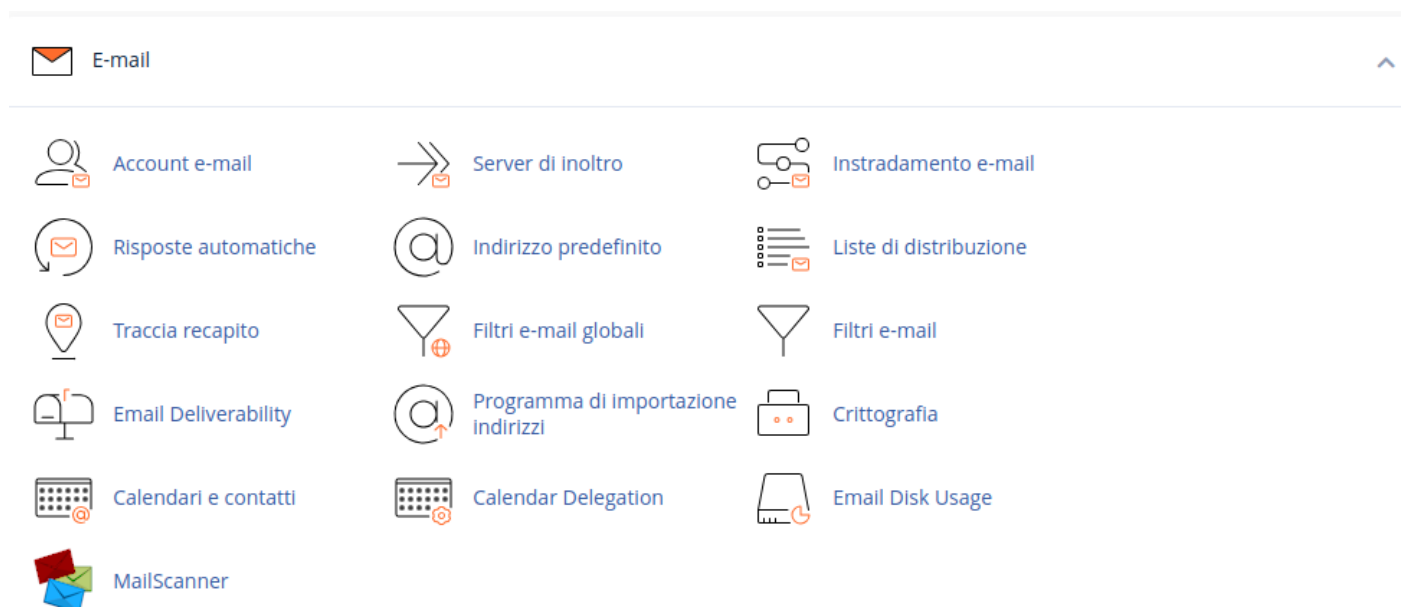 E-mail
Account e-mail
Server di inoltro
Instradamento e-mail
Risposte automatiche
Indirizzo predefinito
Liste di distribuzione
Traccia recapito
Filtri e-mail globali
Filtri e-mail
Email Deliverability
Programma di importazione
indirizzi
Crittografia
Calendari e contatti
Calendar Delegation
Email Disk Usage
MailScanner